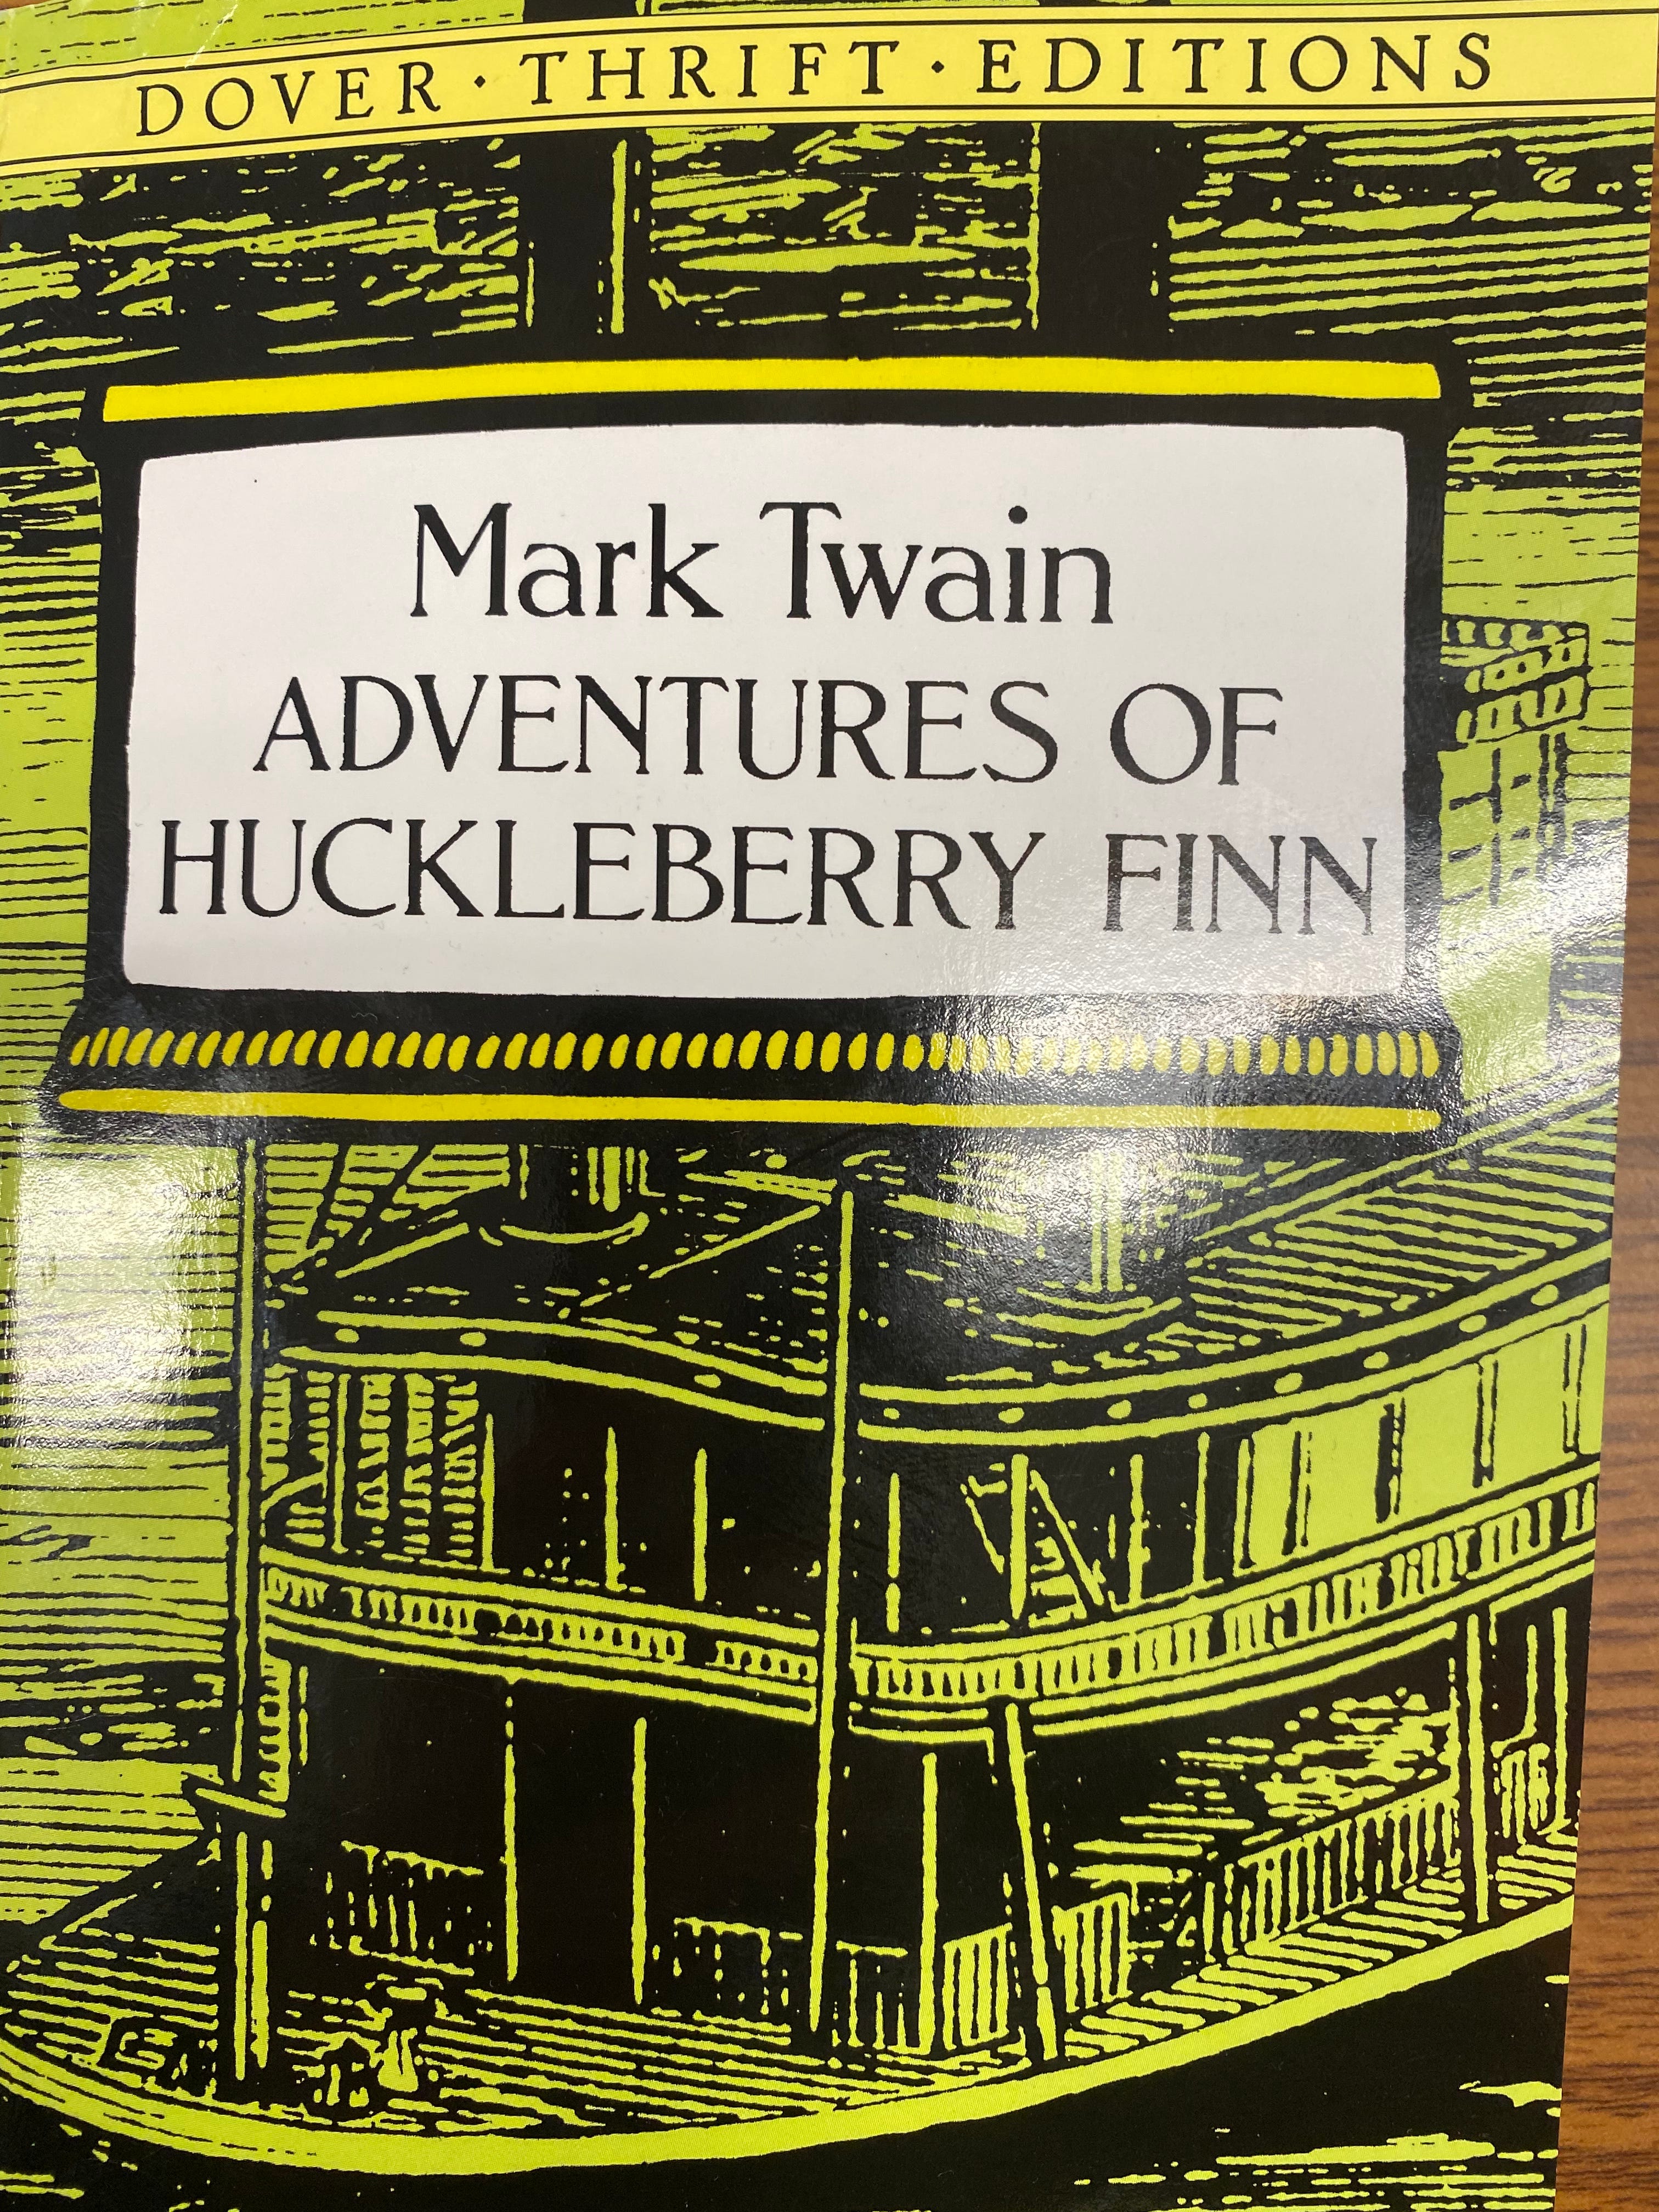 DOVER · THRIFT · EDITIONS
Mark Twain
ADVENTURES OF
HUCKLEBERRY FINN